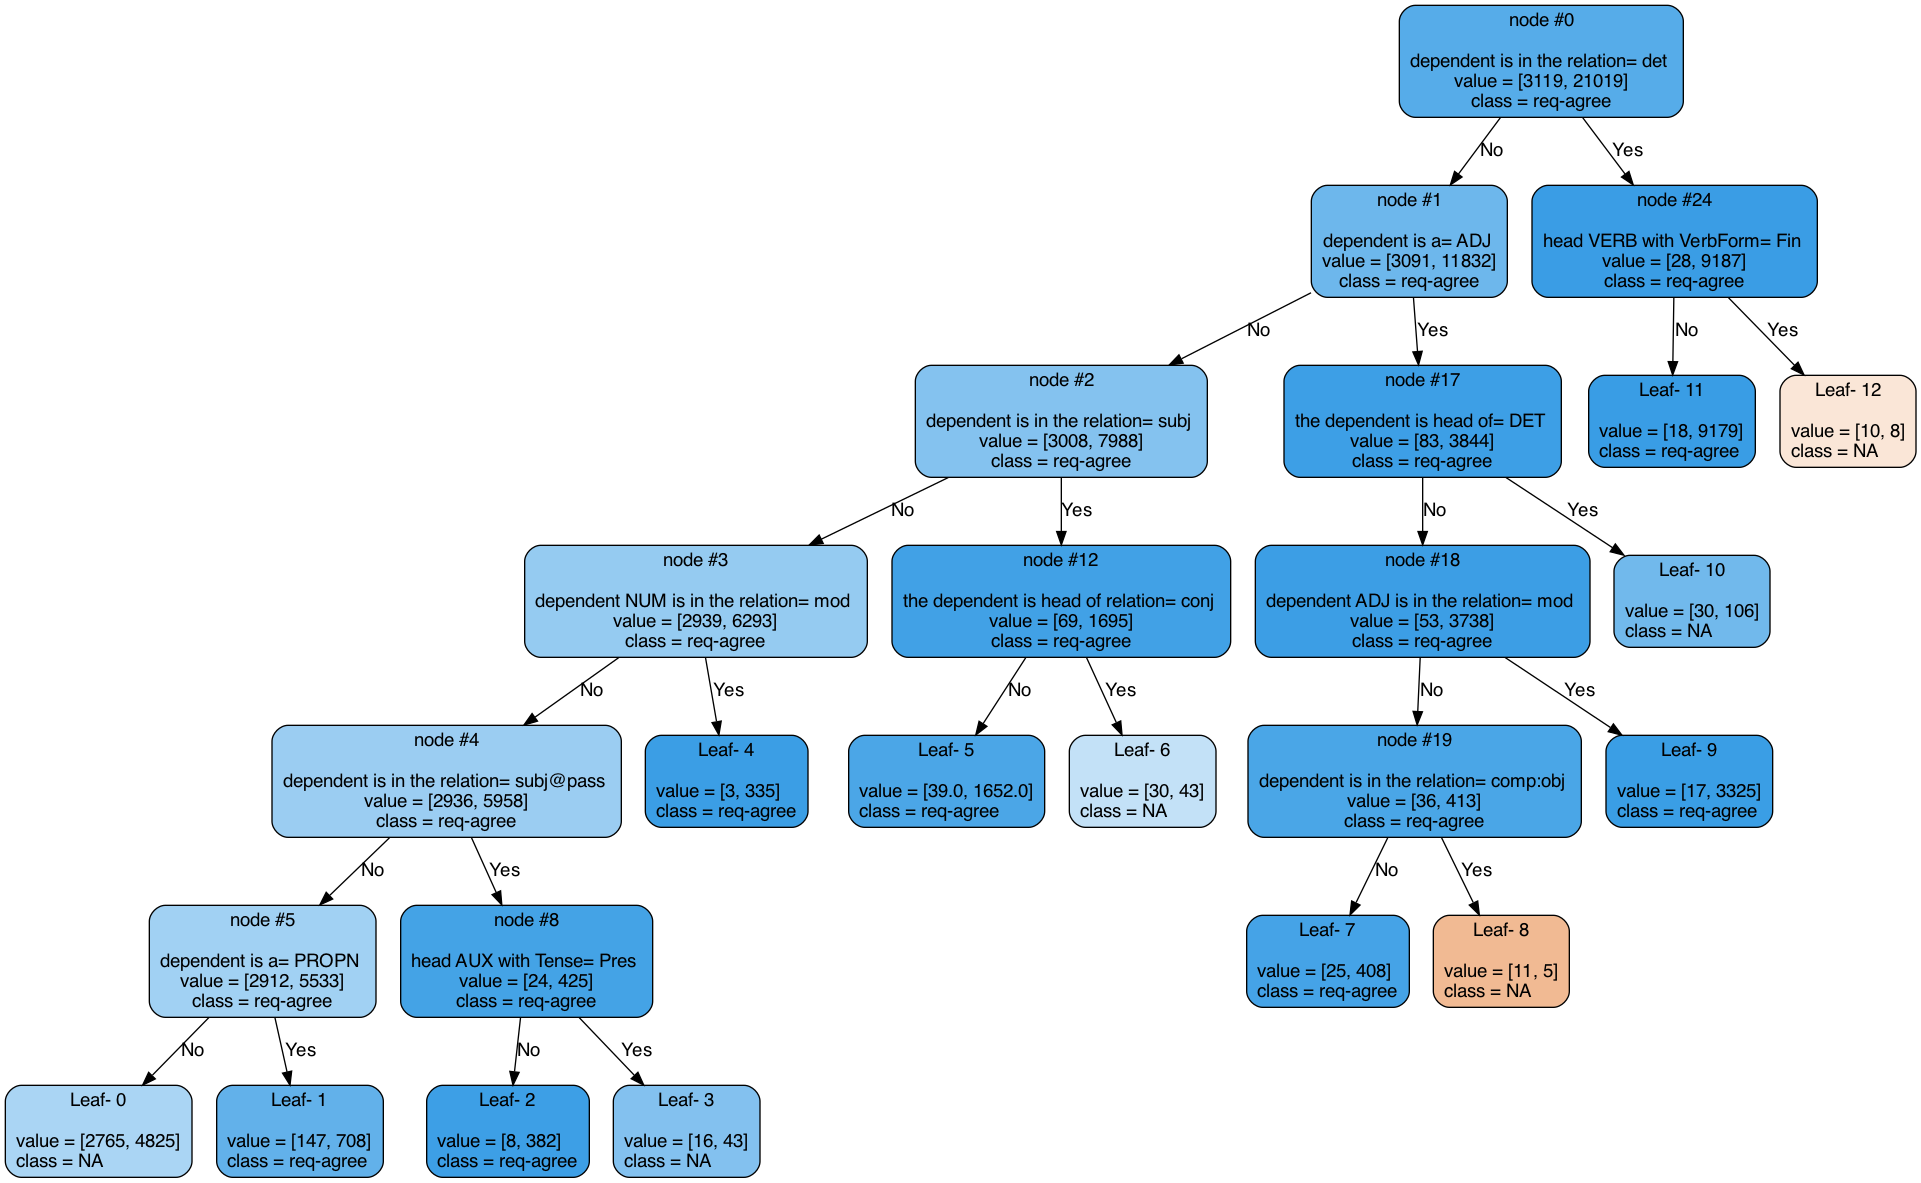 node #0
dependent is in the relation= det
value = [3119, 21019]
class = req-agree
No
Yes
node #1
dependent is a= ADJ
value = [3091, 11832]
class = req-agree
node #24
head VERB with VerbForm= Fin
value = [28, 9187]
class = req-agree
No
Yes
No
Yes
node #2
dependent is in the relation= subj
value = [3008, 7988]
class = req-agree
node #17
the dependent is head of= DET
value = [83, 3844]
class = req-agree
Leaf- 11
value = [18, 9179]
class = req-agree
Leaf- 12
value = [10, 8]
class = NA
No
Yes
No
Yes
node #3
dependent NUM is in the relation= mod
value = [2939, 6293]
class = req-agree
node #12
the dependent is head of relation= conj
value = [69, 1695]
class = req-agree
node #18
dependent ADJ is in the relation= mod
value = [53, 3738]
class = req-agree
Leaf- 10
value = [30, 106]
class = NA
No
Yes
No
Yes
No
Yes
node #4
dependent is in the relation= subj@pass
value = [2936, 5958]
class = req-agree
Leaf- 4
value = [3, 335]
class = req-agree
Leaf- 5
value = [39.0, 1652.0]
class = req-agree
Leaf- 6
value = [30, 43]
class = NA
node #19
dependent is in the relation= comp:obj
value = [36, 413]
class = req-agree
Leaf- 9
value = [17, 3325]
class = req-agree
No
Yes
No
Yes
node #5
dependent is a= PROPN
value = [2912, 5533]
class = req-agree
node #8
head AUX with Tense= Pres
value = [24, 425]
class = req-agree
Leaf- 7
value = [25, 408]
class = req-agree
Leaf- 8
value = [11, 5]
class = NA
No
Yes
No
Yes
Leaf- 0
value = [2765, 4825]
class = NA
Leaf- 1
value = [147, 708]
class = req-agree
Leaf- 2
value = [8, 382]
class = req-agree
Leaf- 3
value = [16, 43]
class = NA